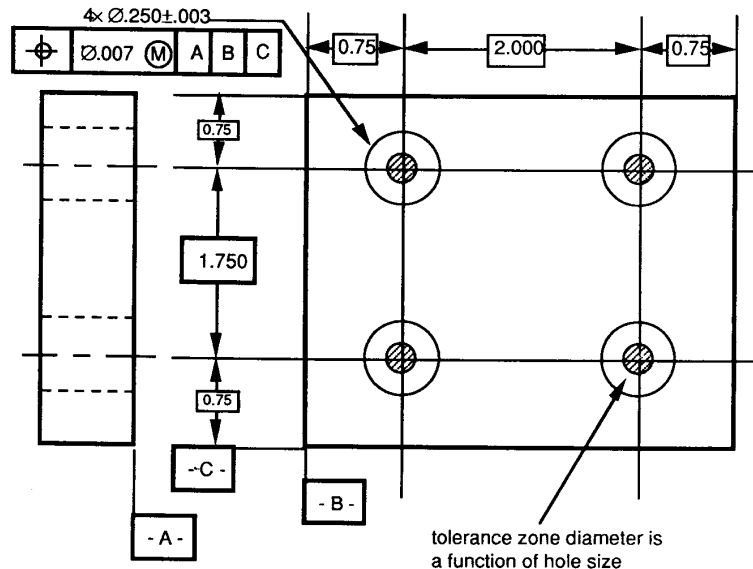 4x Ø.250±.003
Ø.007 Ⓜ A B C
0.75 2.000 0.75
0.75
1.750
0.75
- C -
- B -
- A -
tolerance zone diameter is
a function of hole size